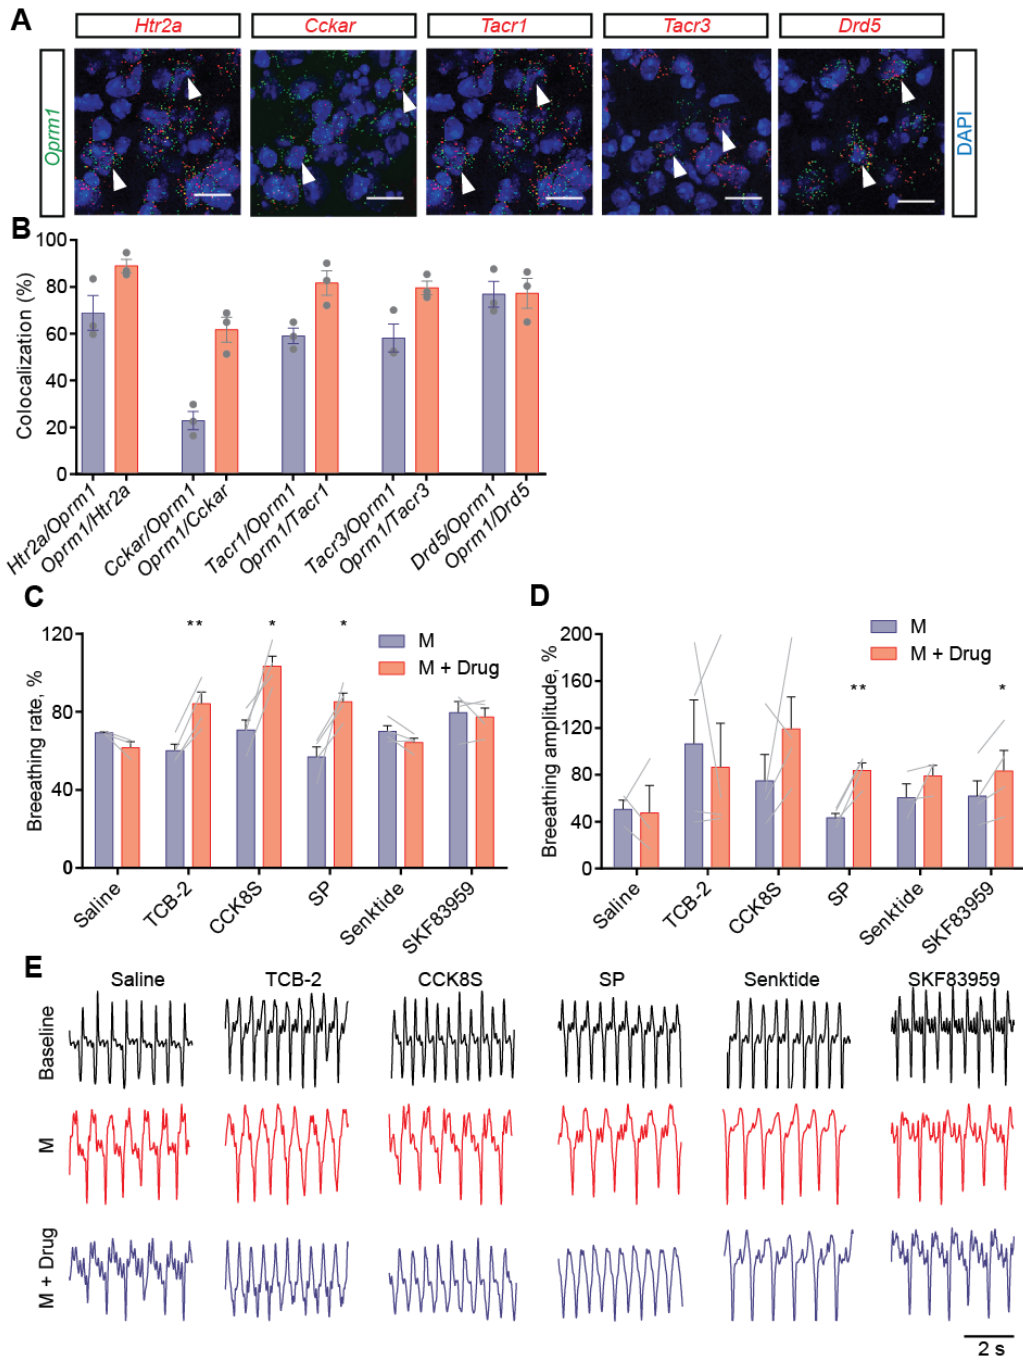 A
Htr2a Cckar Tacr1 Tacr3 Drd5
Oprm1
DAPI
B
Colocalization (%)
100
80
60
40
20
0
Htr2a/Oprm1
Oprm1/Htr2a
Cckar/Oprm1
Oprm1/Cckar
Tacr1/Oprm1
Oprm1/Tacr1
Tacr3/Oprm1
Oprm1/Tacr3
Drd5/Oprm1
Oprm1/Drd5
C
Breeathing rate, %
120
80
40
0
** * *
M
M + Drug
Saline
TCB-2
CCK8S
SP
Senktide
SKF83959
D
Breeathing amplitude, %
200
160
120
80
40
0
M
M + Drug
** *
Saline
TCB-2
CCK8S
SP
Senktide
SKF83959
E
Saline TCB-2 CCK8S SP Senktide SKF83959
Baseline
M
M + Drug
2 s